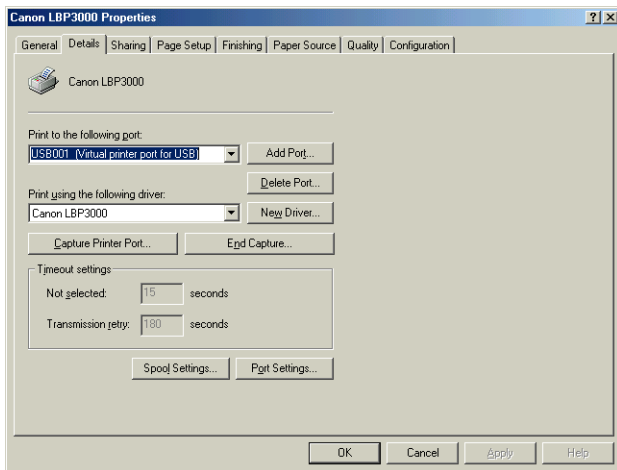 Canon LBP3000 Properties
General Details Sharing Page Setup Finishing Paper Source Quality Configuration
Canon LBP3000
Print to the following port:
USB001 (Virtual printer port for USB) Add Port...
Delete Port...
Print using the following driver:
Canon LBP3000 New Driver...
Capture Printer Port... End Capture...
Timeout settings
Not selected: 15 seconds
Transmission retry: 180 seconds
Spool Settings... Port Settings...
OK Cancel Apply Help